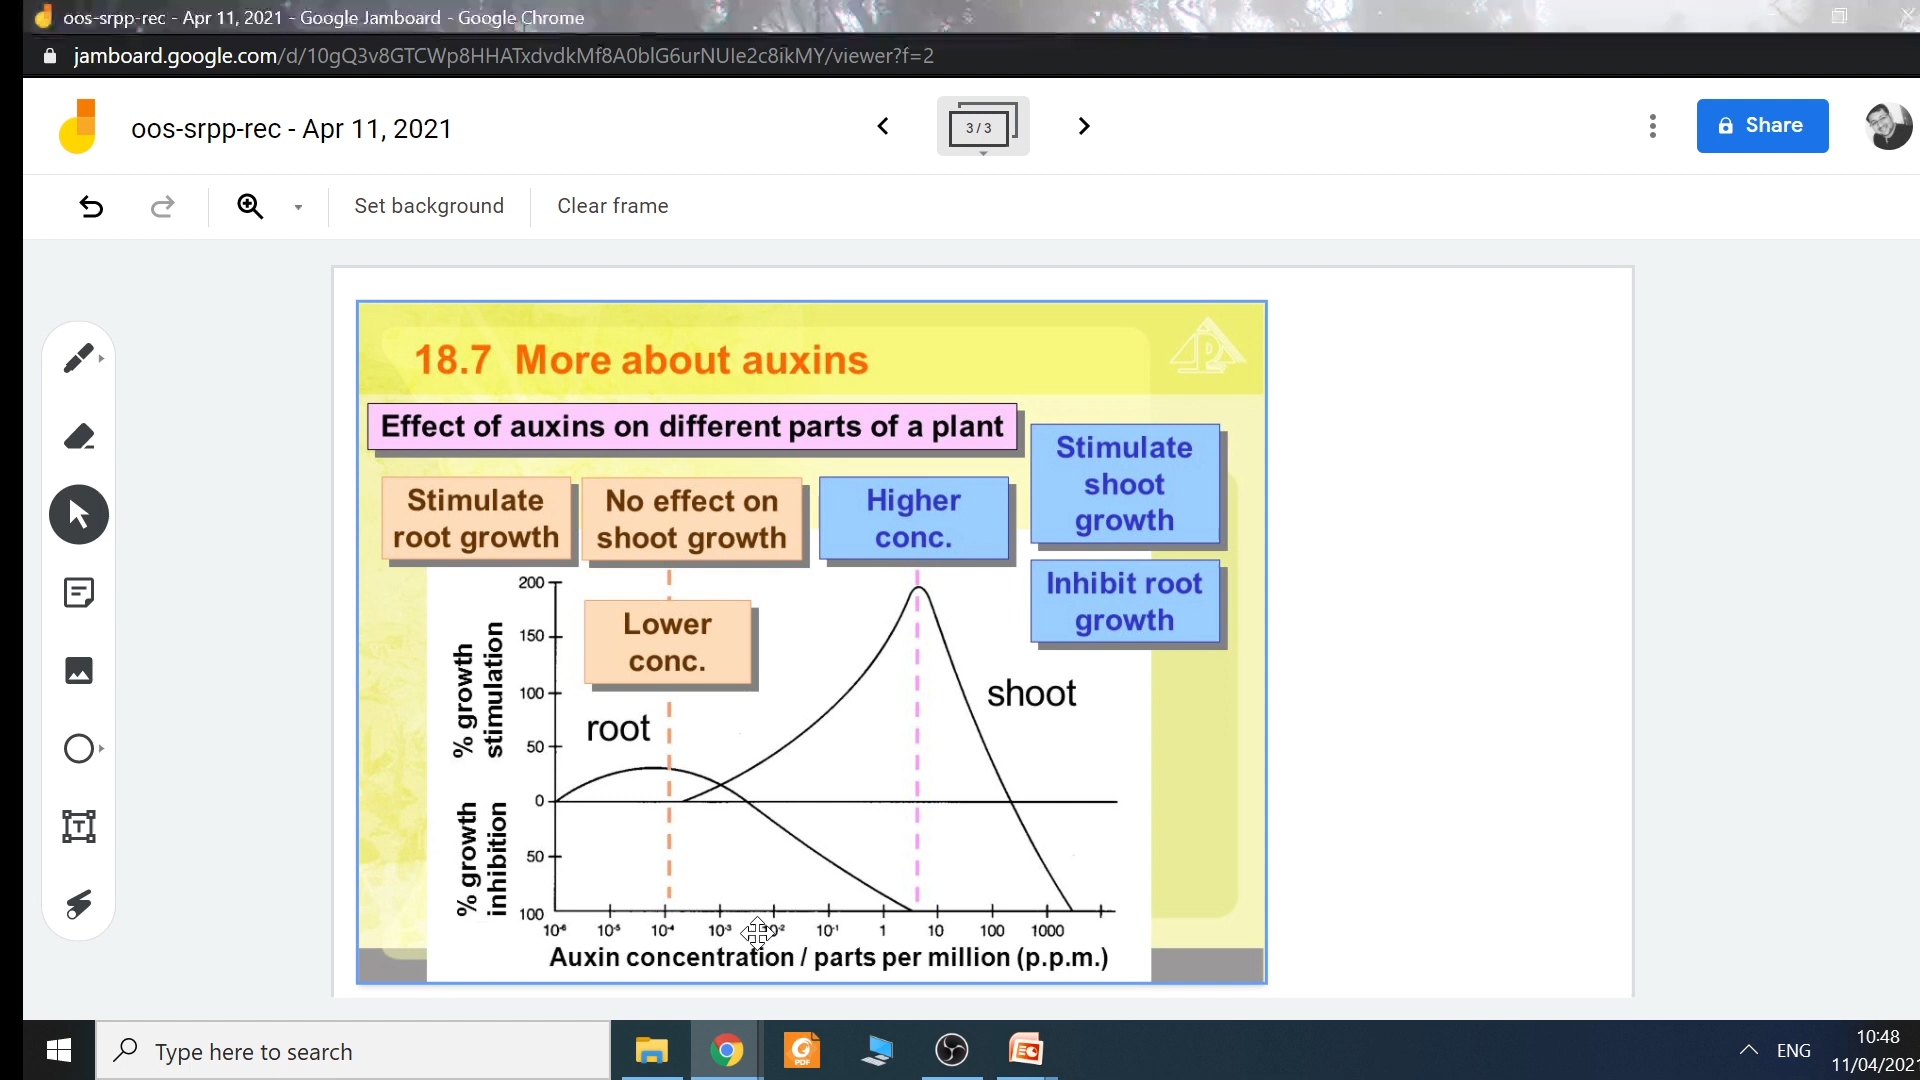 oos-srpp-rec - Apr 11, 2021 - Google Jamboard - Google Chrome
jamboard.google.com/d/10gQ3v8GTCWp8HHATxdvdkMf8A0blG6urNUIe2c8ikMY/viewer?f=2
oos-srpp-rec - Apr 11, 2021
3 / 3
Share
Set background
Clear frame
18.7 More about auxins
Effect of auxins on different parts of a plant
Stimulate
root growth
No effect on
shoot growth
Higher
conc.
Stimulate
shoot
growth
Inhibit root
growth
Lower
conc.
% growth
stimulation
% growth
inhibition
200
150
100
50
0
50
100
root
shoot
10⁻⁶ 10⁻⁵ 10⁻⁴ 10⁻³ 10⁻¹ 1 10 100 1000
Auxin concentration / parts per million (p.p.m.)
Type here to search
PDF
ENG
10:48
11/04/2021